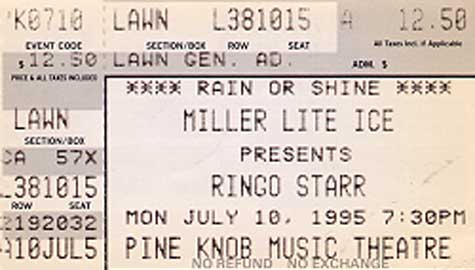 'K0710 LAWN L381015 A 12.50
EVENT CODE SECTION/BOX ROW SEAT All Taxes Incl. if Applicable
$ 12.50 LAWN GEN. AD. ADM. $
PRICE & ALL TAXES INCLUDED
**** RAIN OR SHINE ****
LAWN MILLER LITE ICE
SECTION/BOX
CA 57X PRESENTS
L381015 RINGO STARR
ROW SEAT
2192032 MON JULY 10, 1995 7:30PM
A10JUL5 PINE KNOB MUSIC THEATRE
NO REFUND NO EXCHANGE